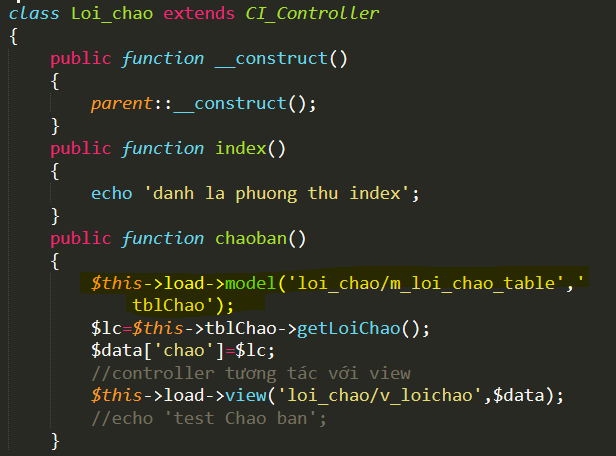 class Loi_chao extends CI_Controller
{
public function __construct()
{
parent::__construct();
}
public function index()
{
echo 'danh la phuong thu index';
}
public function chaoban()
{
$this->load->model('loi_chao/m_loi_chao_table','
tblChao');
$lc=$this->tblChao->getLoiChao();
$data['chao']=$lc;
//controller tương tác với view
$this->load->view('loi_chao/v_loichao',$data);
//echo 'test Chao ban';
}